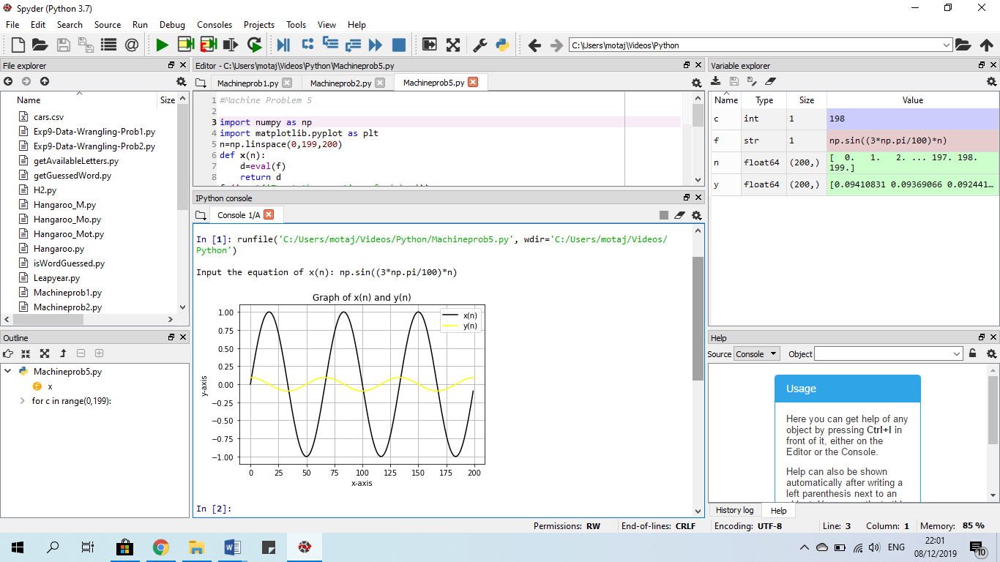 Spyder (Python 3.7)
File Edit Search Source Run Debug Consoles Projects Tools View Help
C:\Users\motaj\Videos\Python
File explorer
Name Size
cars.csv
Exp9-Data-Wrangling-Prob1.py
Exp9-Data-Wrangling-Prob2.py
getAvailableLetters.py
getGuessedWord.py
H2.py
Hangaroo_M.py
Hangaroo_Mo.py
Hangaroo_Mot.py
Hangaroo.py
isWordGuessed.py
Leapyear.py
Machineprob1.py
Machineprob2.py
Outline
Machineprob5.py
x
for c in range(0,199):
Editor - C:\Users\motaj\Videos\Python\Machineprob5.py
Machineprob1.py Machineprob2.py Machineprob5.py
1 #Machine Problem 5
2
3 import numpy as np
4 import matplotlib.pyplot as plt
5 n=np.linspace(0,199,200)
6 def x(n):
7 d=eval(f)
8 return d
IPython console
Console 1/A
In [1]: runfile('C:/Users/motaj/Videos/Python/Machineprob5.py', wdir='C:/Users/motaj/Videos/
Python')
Input the equation of x(n): np.sin((3*np.pi/100)*n)
Graph of x(n) and y(n)
x(n)
y(n)
1.00
0.75
0.50
0.25
0.00
−0.25
−0.50
−0.75
−1.00
y-axis
0 25 50 75 100 125 150 175 200
x-axis
In [2]:
Variable explorer
Name Type Size Value
c int 1 198
f str 1 np.sin((3*np.pi/100)*n)
n float64 (200,) [ 0. 1. 2. ... 197. 198.
199.]
y float64 (200,) [0.09410831 0.09369066 0.092441…
Help
Source Console Object
Usage
Here you can get help of any
object by pressing Ctrl+I in
front of it, either on the
Editor or the Console.
Help can also be shown
automatically after writing a
left parenthesis next to an
History log Help
Permissions: RW End-of-lines: CRLF Encoding: UTF-8 Line: 3 Column: 1 Memory: 85 %
ENG
22:01
08/12/2019
10